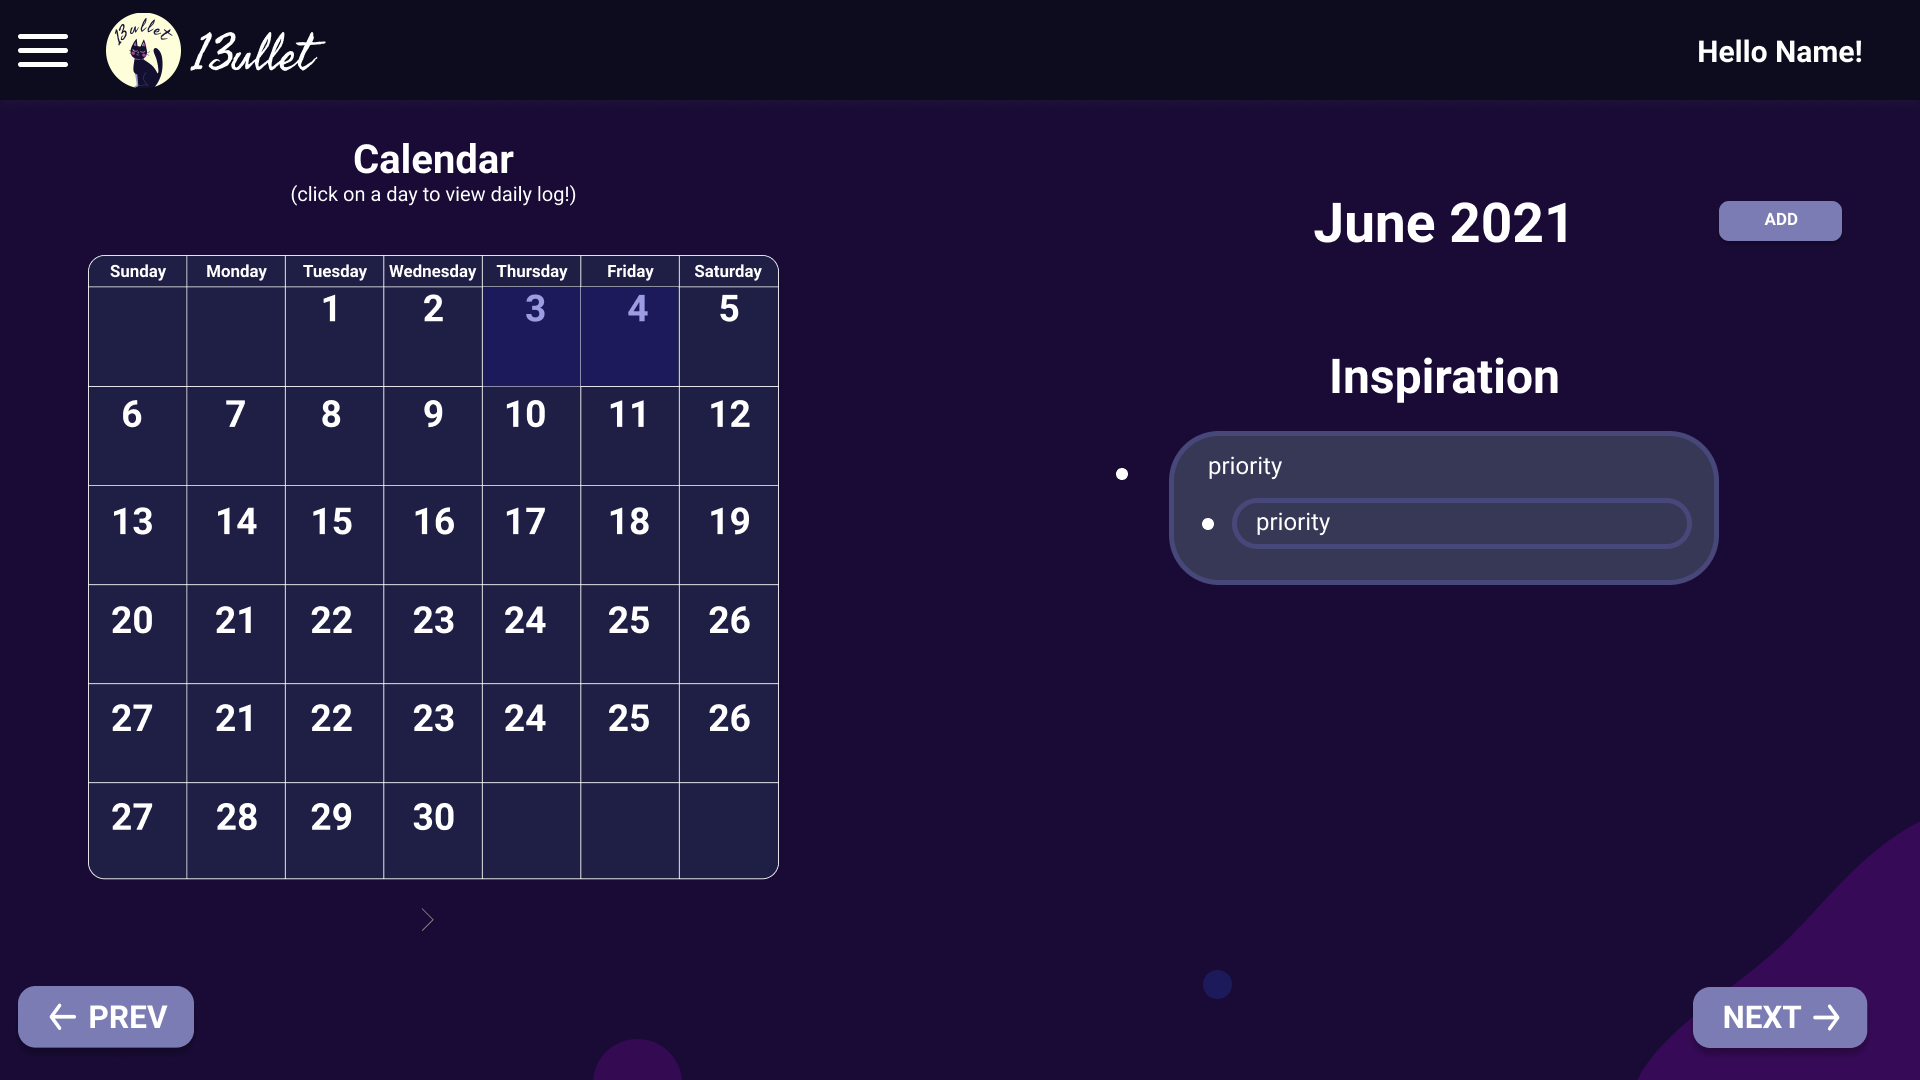 13ullet
13ullet
Hello Name!
Calendar
(click on a day to view daily log!)
June 2021
ADD
Sunday Monday Tuesday Wednesday Thursday Friday Saturday
1 2 3 4 5
6 7 8 9 10 11 12
13 14 15 16 17 18 19
20 21 22 23 24 25 26
27 21 22 23 24 25 26
27 28 29 30
Inspiration
priority
priority
PREV
NEXT